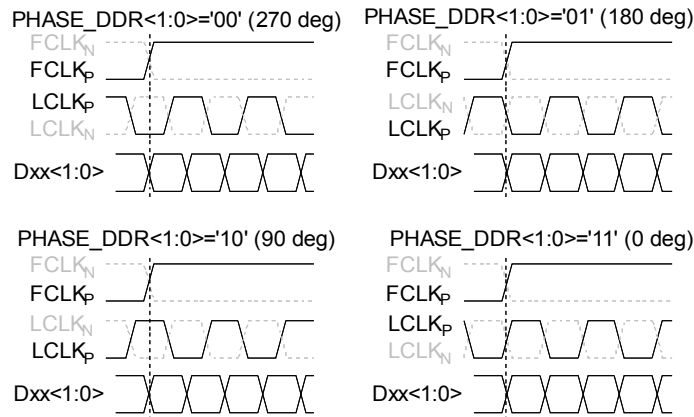 PHASE_DDR<1:0>='00' (270 deg)
FCLKN
FCLKP
LCLKP
LCLKN
Dxx<1:0>
PHASE_DDR<1:0>='01' (180 deg)
FCLKN
FCLKP
LCLKN
LCLKP
Dxx<1:0>
PHASE_DDR<1:0>='10' (90 deg)
FCLKN
FCLKP
LCLKN
LCLKP
Dxx<1:0>
PHASE_DDR<1:0>='11' (0 deg)
FCLKN
FCLKP
LCLKP
LCLKN
Dxx<1:0>